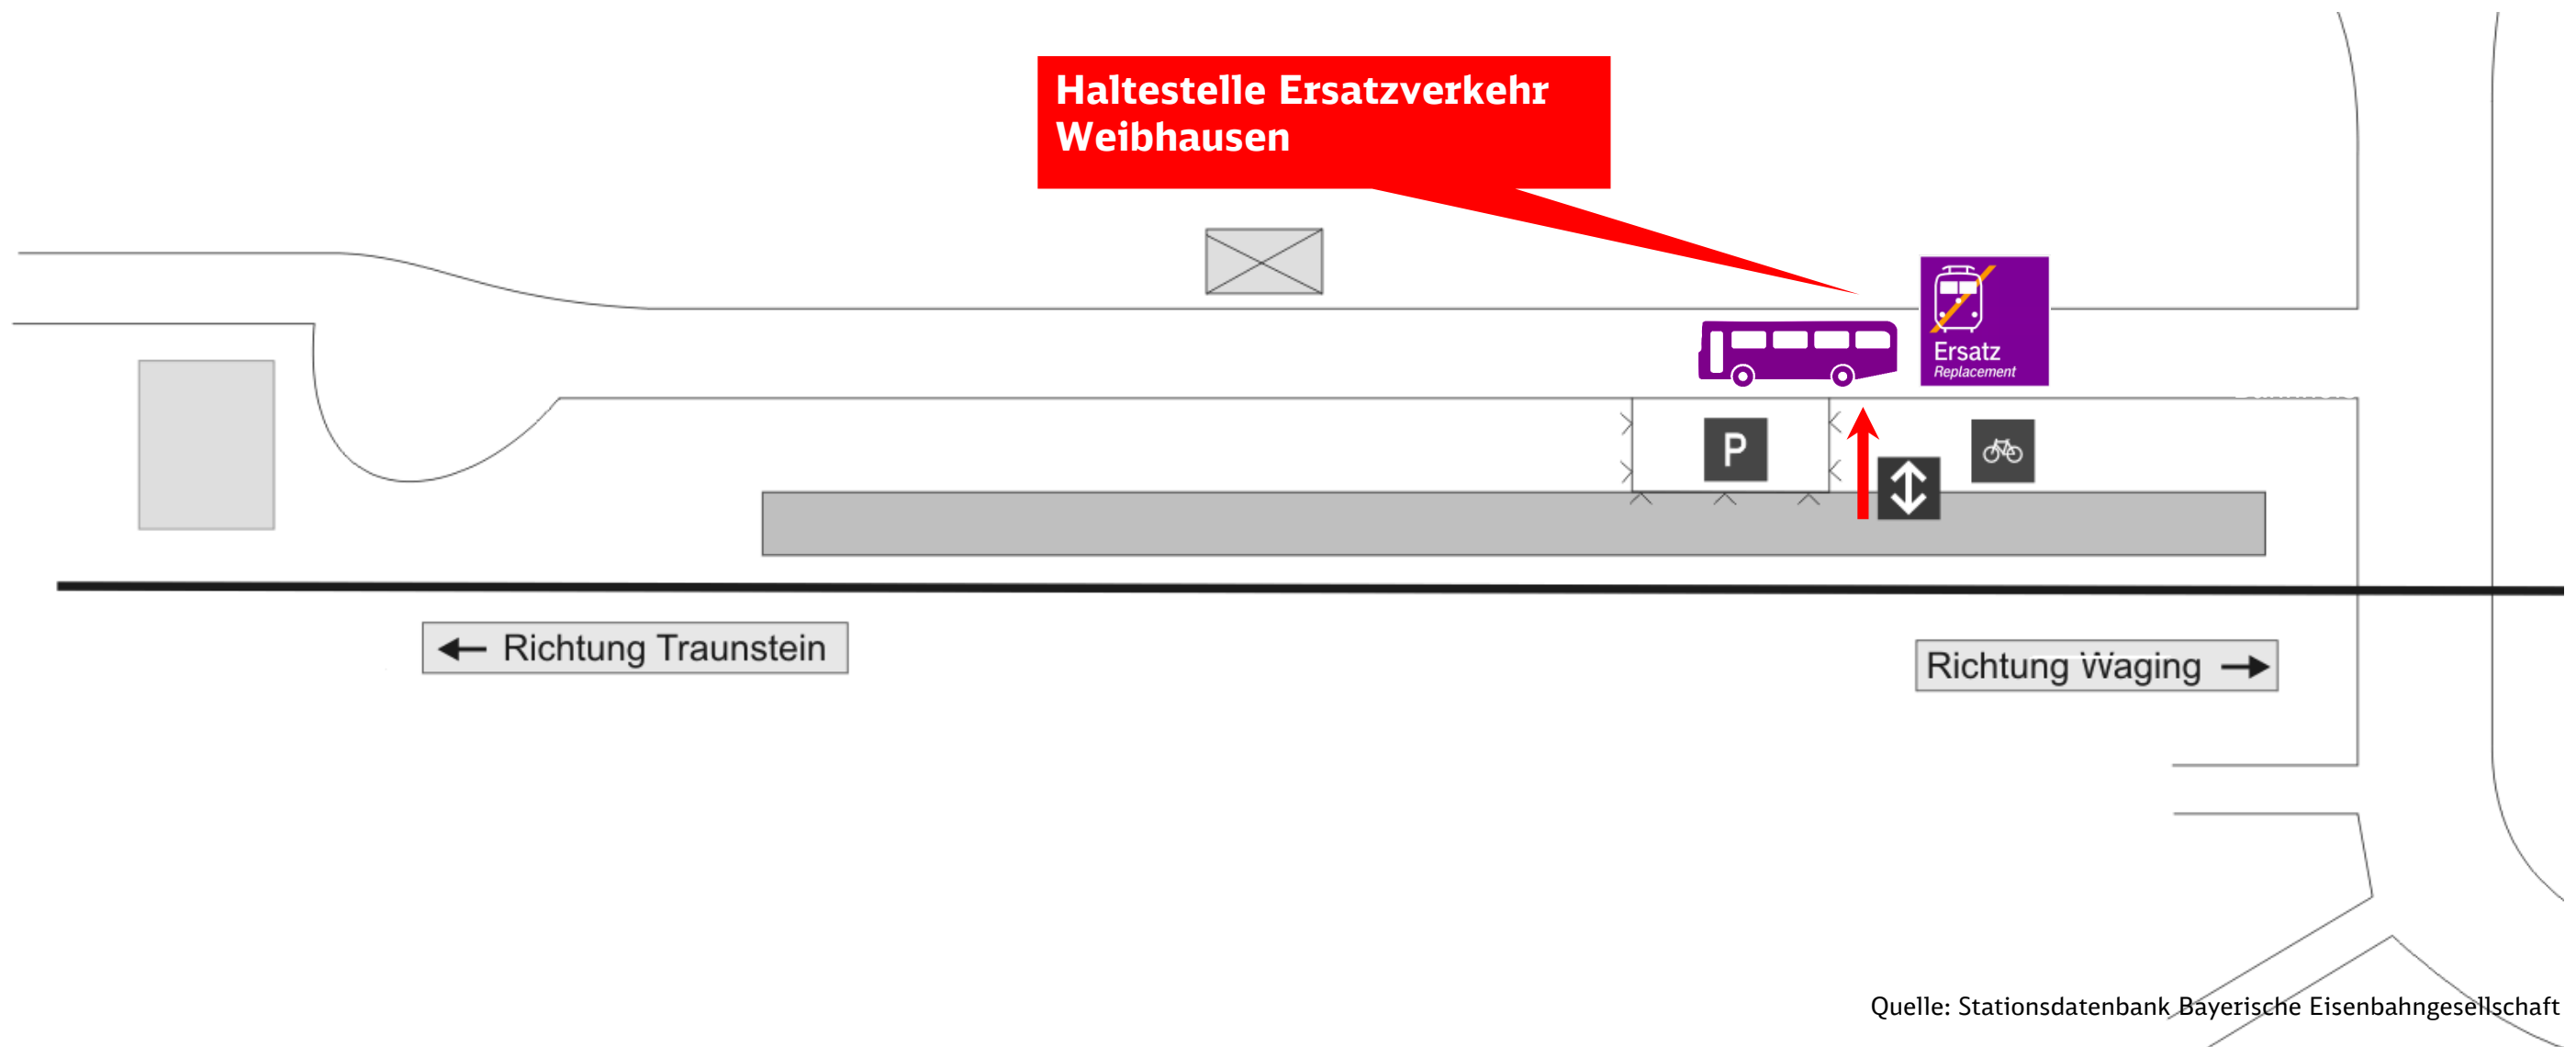 Haltestelle Ersatzverkehr
Weibhausen
Ersatz
Replacement
P
Richtung Traunstein
Richtung Waging
Quelle: Stationsdatenbank Bayerische Eisenbahngesellschaft